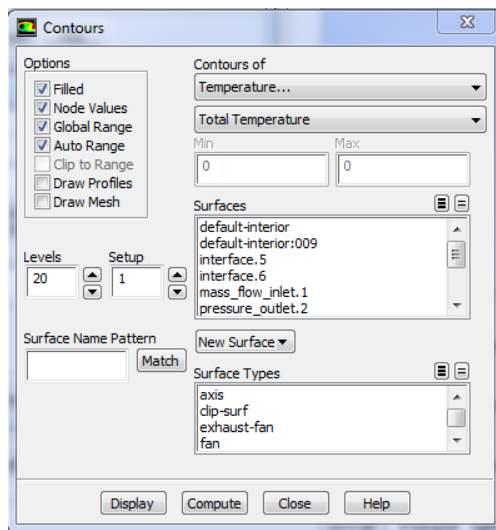 Contours
Options
Filled
Node Values
Global Range
Auto Range
Clip to Range
Draw Profiles
Draw Mesh
Contours of
Temperature...
Total Temperature
Min
Max
0
0
Levels
Setup
20
1
Surfaces
default-interior
default-interior:009
interface.5
interface.6
mass_flow_inlet.1
pressure_outlet.2
Surface Name Pattern
Match
New Surface
Surface Types
axis
clip-surf
exhaust-fan
fan
Display
Compute
Close
Help